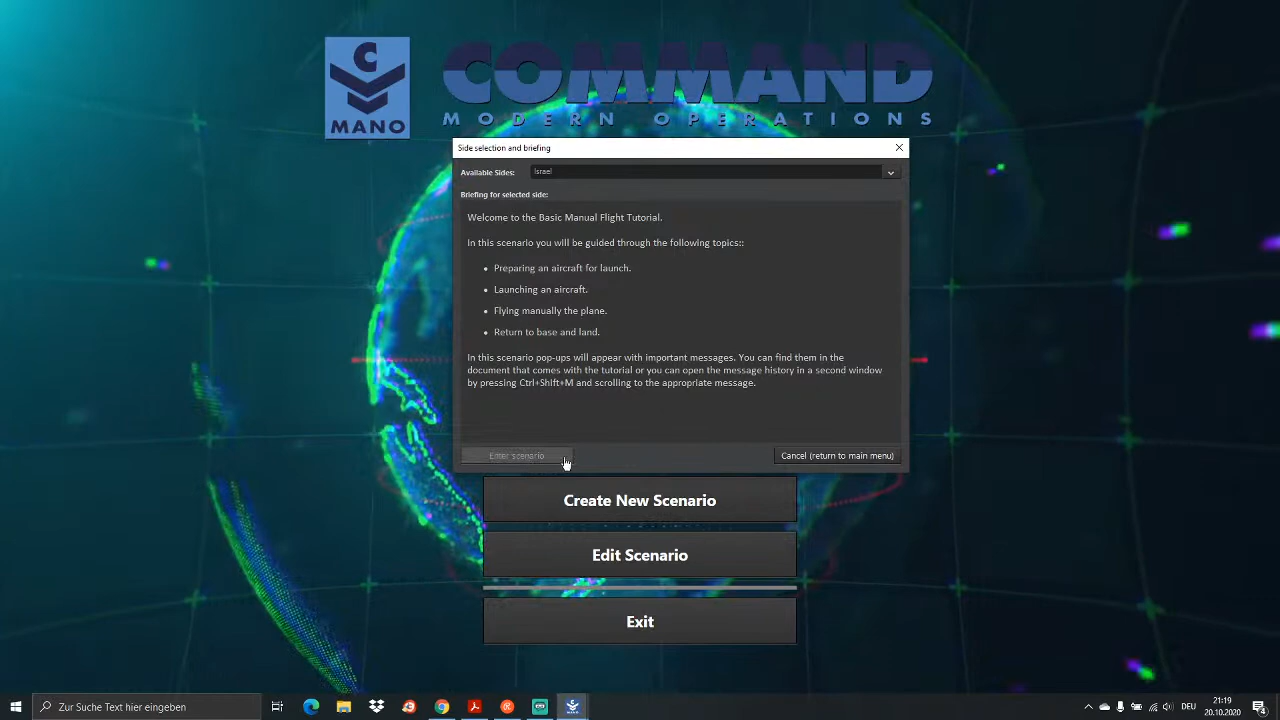 C
MANO
COMMAND
MODERN OPERATIONS
Side selection and briefing
Available Sides: Israel
Briefing for selected side:
Welcome to the Basic Manual Flight Tutorial.
In this scenario you will be guided through the following topics::
• Preparing an aircraft for launch.
• Launching an aircraft.
• Flying manually the plane.
• Return to base and land.
In this scenario pop-ups will appear with important messages. You can find them in the
document that comes with the tutorial or you can open the message history in a second window
by pressing Ctrl+Shift+M and scrolling to the appropriate message.
Enter scenario
Cancel (return to main menu)
Create New Scenario
Edit Scenario
Exit
Zur Suche Text hier eingeben
MANO
DEU
21:19
20.10.2020